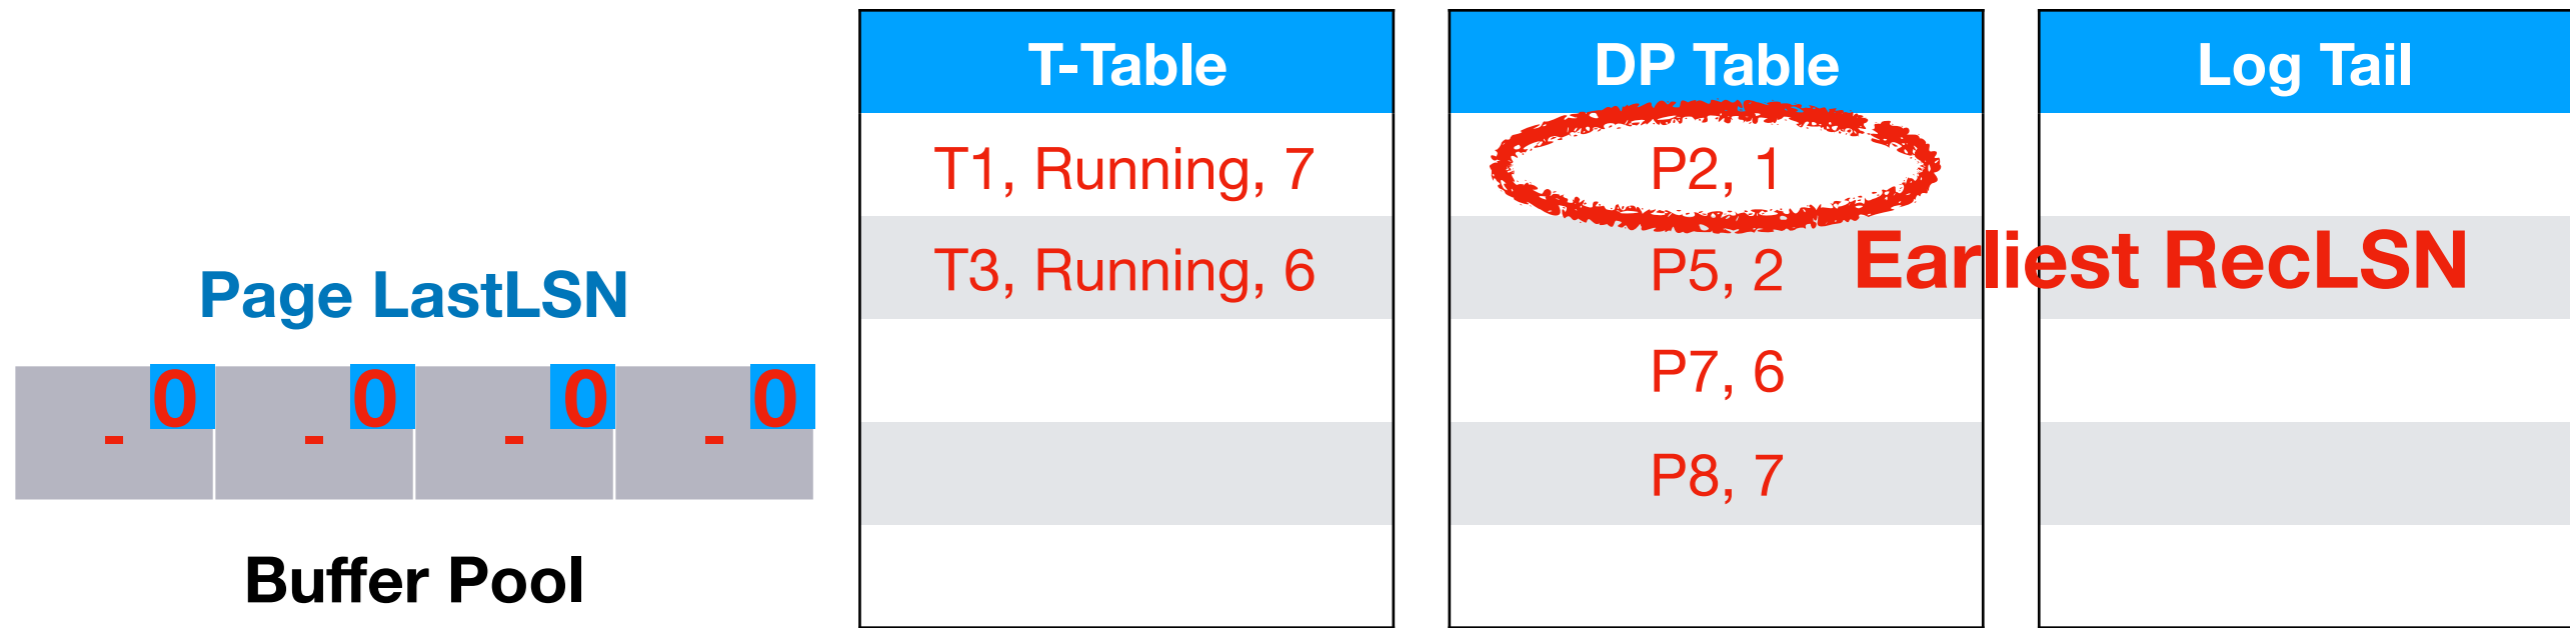 T-Table
DP Table
Log Tail
T1, Running, 7
P2, 1
T3, Running, 6
P5, 2
Earliest RecLSN
P7, 6
P8, 7
Page LastLSN
0 0 0 0
- - - -
Buffer Pool